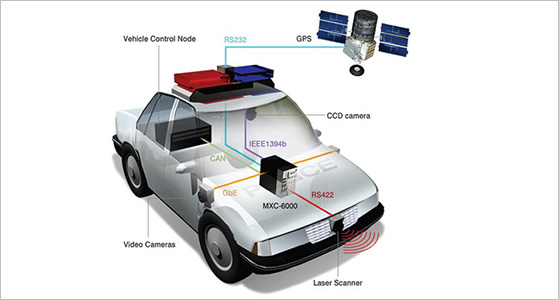 Vehicle Control Node
RS232
GPS
CCD camera
IEEE1394b
CAN
POLICE
GbE
RS422
MXC-6000
Video Cameras
Laser Scanner